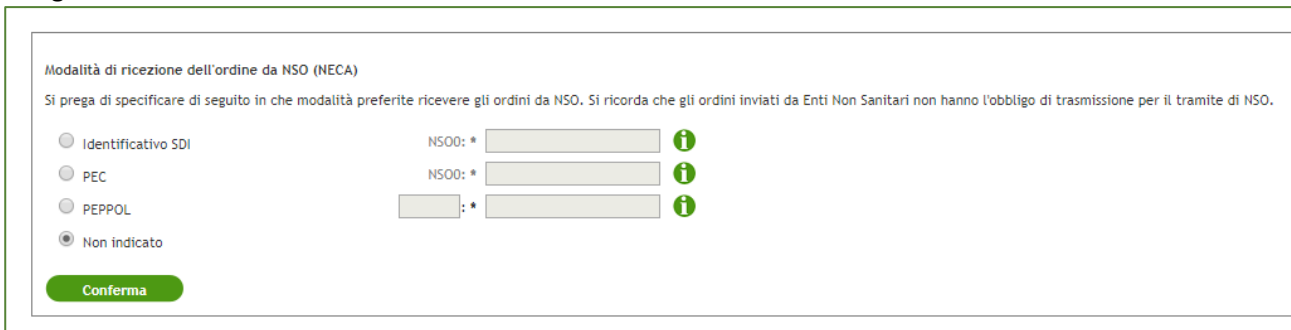 Modalità di ricezione dell'ordine da NSO (NECA)
Si prega di specificare di seguito in che modalità preferite ricevere gli ordini da NSO. Si ricorda che gli ordini inviati da Enti Non Sanitari non hanno l'obbligo di trasmissione per il tramite di NSO.
Identificativo SDI NSO0: *
PEC NSO0: *
PEPPOL : *
Non indicato
Conferma